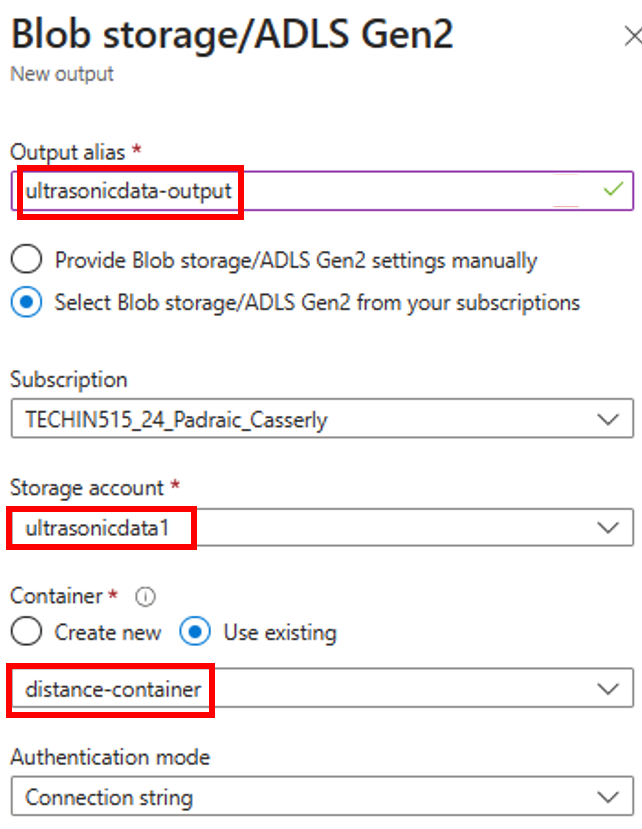 Blob storage/ADLS Gen2
New output
Output alias *
ultrasonicdata-output
Provide Blob storage/ADLS Gen2 settings manually
Select Blob storage/ADLS Gen2 from your subscriptions
Subscription
TECHIN515_24_Padraic_Casserly
Storage account *
ultrasonicdata1
Container *
Create new Use existing
distance-container
Authentication mode
Connection string